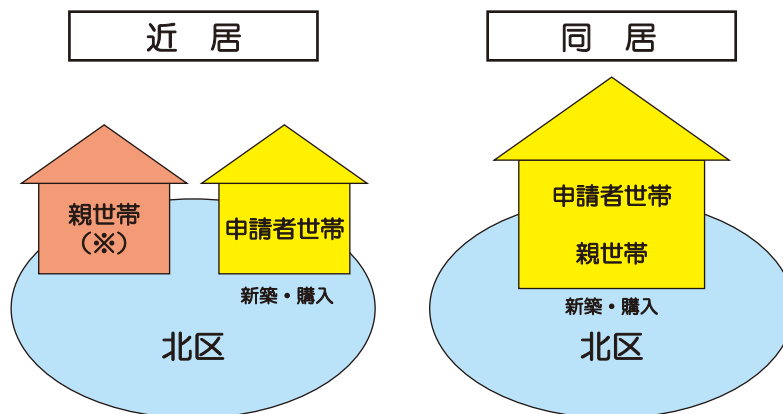 近　居
親世帯
（※）
申請者世帯
新築・購入
北区
同　居
申請者世帯
親世帯
新築・購入
北区